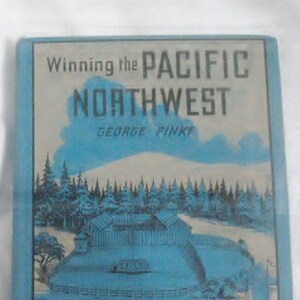 Winning the PACIFIC
NORTHWEST
GEORGE PINKE